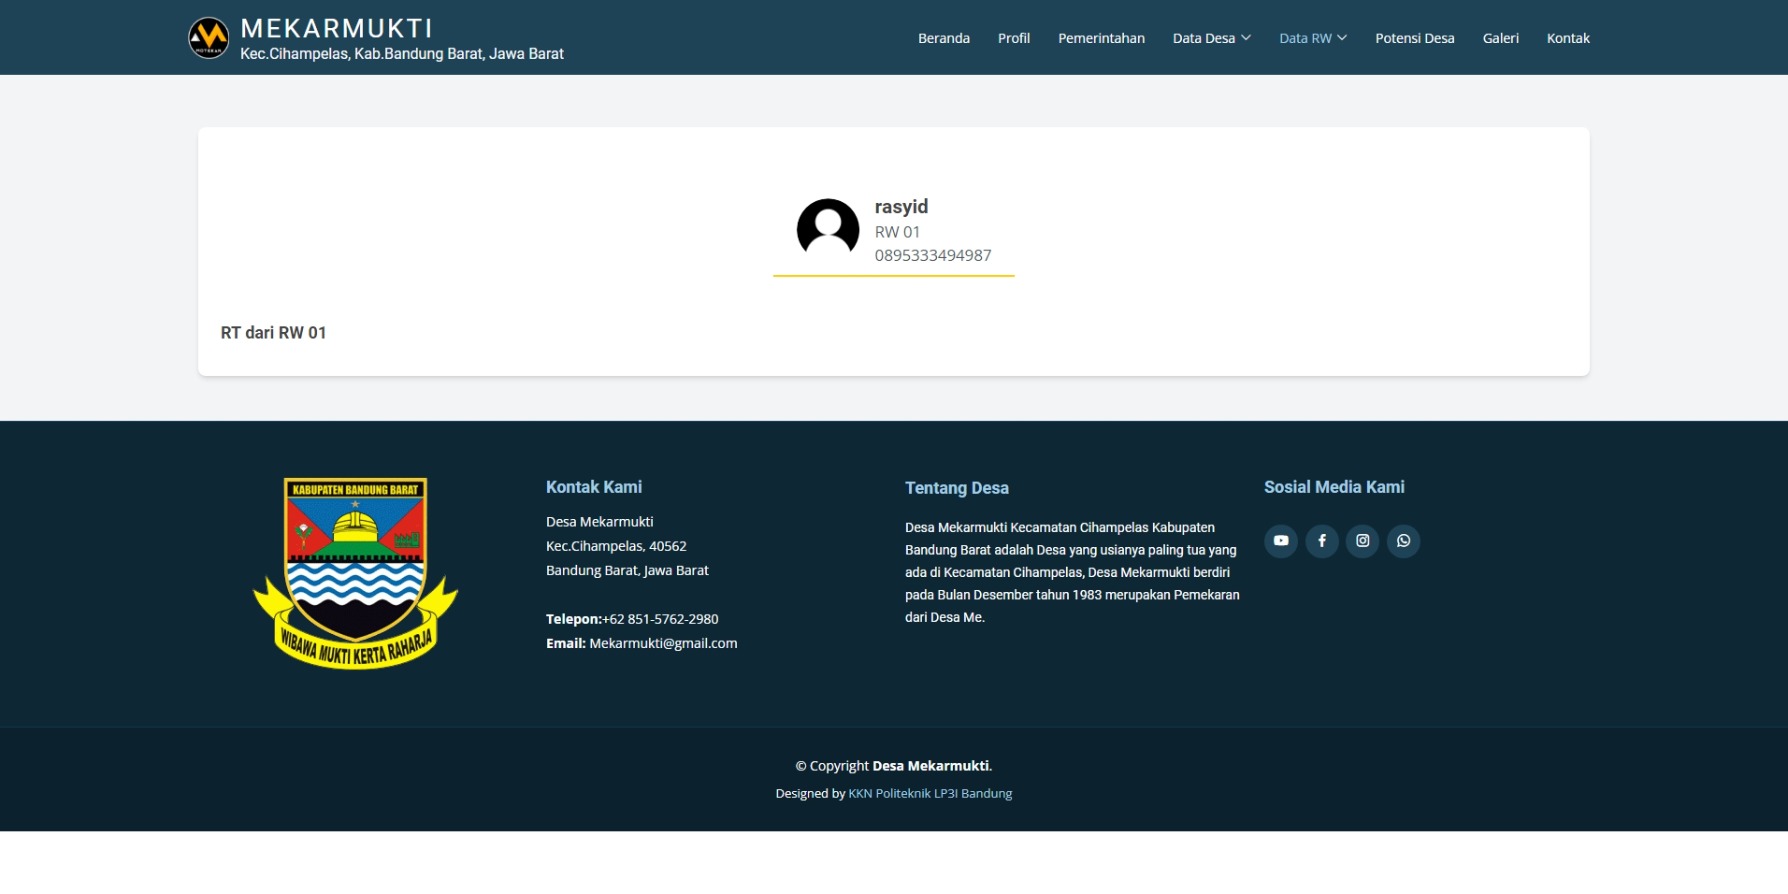 MOTEKAR
MEKARMUKTI
Kec.Cihampelas, Kab.Bandung Barat, Jawa Barat
Beranda
Profil
Pemerintahan
Data Desa
Data RW
Potensi Desa
Galeri
Kontak
rasyid
RW 01
0895333494987
RT dari RW 01
KABUPATEN BANDUNG BARAT
WIBAWA MUKTI KERTA RAHARJA
Kontak Kami
Desa Mekarmukti
Kec.Cihampelas, 40562
Bandung Barat, Jawa Barat
Telepon:+62 851-5762-2980
Email: Mekarmukti@gmail.com
Tentang Desa
Desa Mekarmukti Kecamatan Cihampelas Kabupaten
Bandung Barat adalah Desa yang usianya paling tua yang
ada di Kecamatan Cihampelas, Desa Mekarmukti berdiri
pada Bulan Desember tahun 1983 merupakan Pemekaran
dari Desa Me.
Sosial Media Kami
© Copyright Desa Mekarmukti.
Designed by KKN Politeknik LP3I Bandung